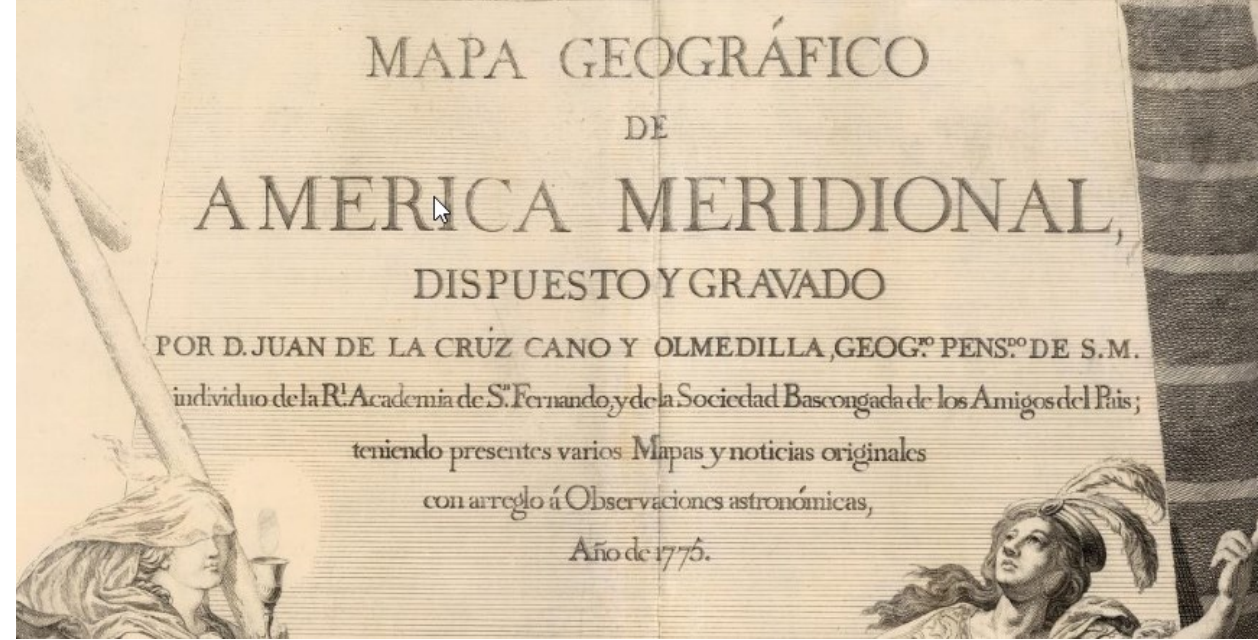 MAPA GEOGRÁFICO
DE
AMERICA MERIDIONAL,
DISPUESTO Y GRAVADO
POR D. JUAN DE LA CRÚZ CANO Y OLMEDILLA, GEOG.ᶠᵒ PENS.ᴰᴼ DE S.M.
individuo de la R.ˡ Academia de S.ⁿ Fernando, y de la Sociedad Bascongada de los Amigos del Pais;
teniendo presentes varios Mapas y noticias originales
con arreglo á Observaciones astronómicas,
Año de 1775.